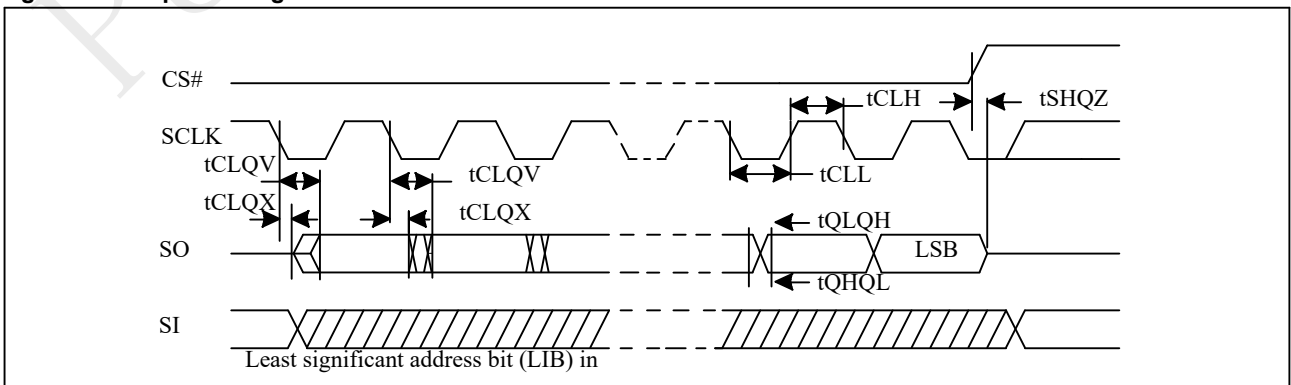 CS#
tCLH
tSHQZ
SCLK
tCLQV
tCLQV
tCLL
tCLQX
tCLQX
tQLQH
SO
LSB
tQHQL
SI
Least significant address bit (LIB) in